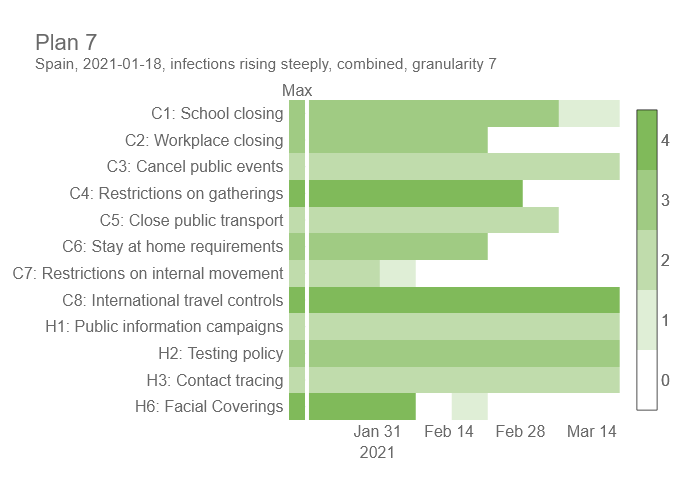 Plan 7
Spain, 2021-01-18, infections rising steeply, combined, granularity 7
Max
C1: School closing
C2: Workplace closing
C3: Cancel public events
C4: Restrictions on gatherings
C5: Close public transport
C6: Stay at home requirements
C7: Restrictions on internal movement
C8: International travel controls
H1: Public information campaigns
H2: Testing policy
H3: Contact tracing
H6: Facial Coverings
Jan 31 Feb 14 Feb 28 Mar 14
2021
4
3
2
1
0